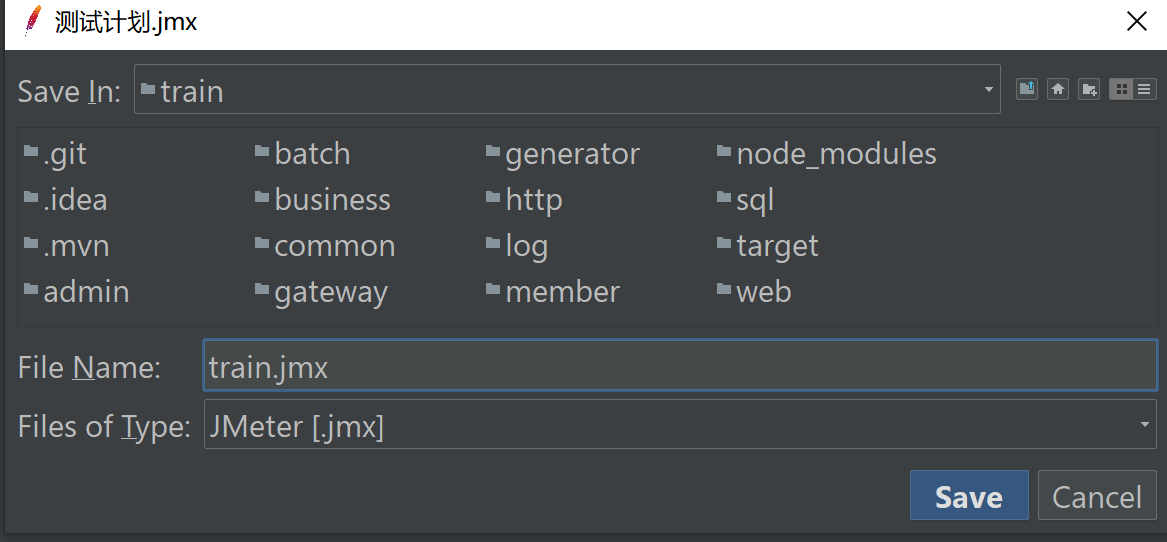 测试计划.jmx
Save In: train
.git batch generator node_modules
.idea business http sql
.mvn common log target
admin gateway member web
File Name: train.jmx
Files of Type: JMeter [.jmx]
Save Cancel